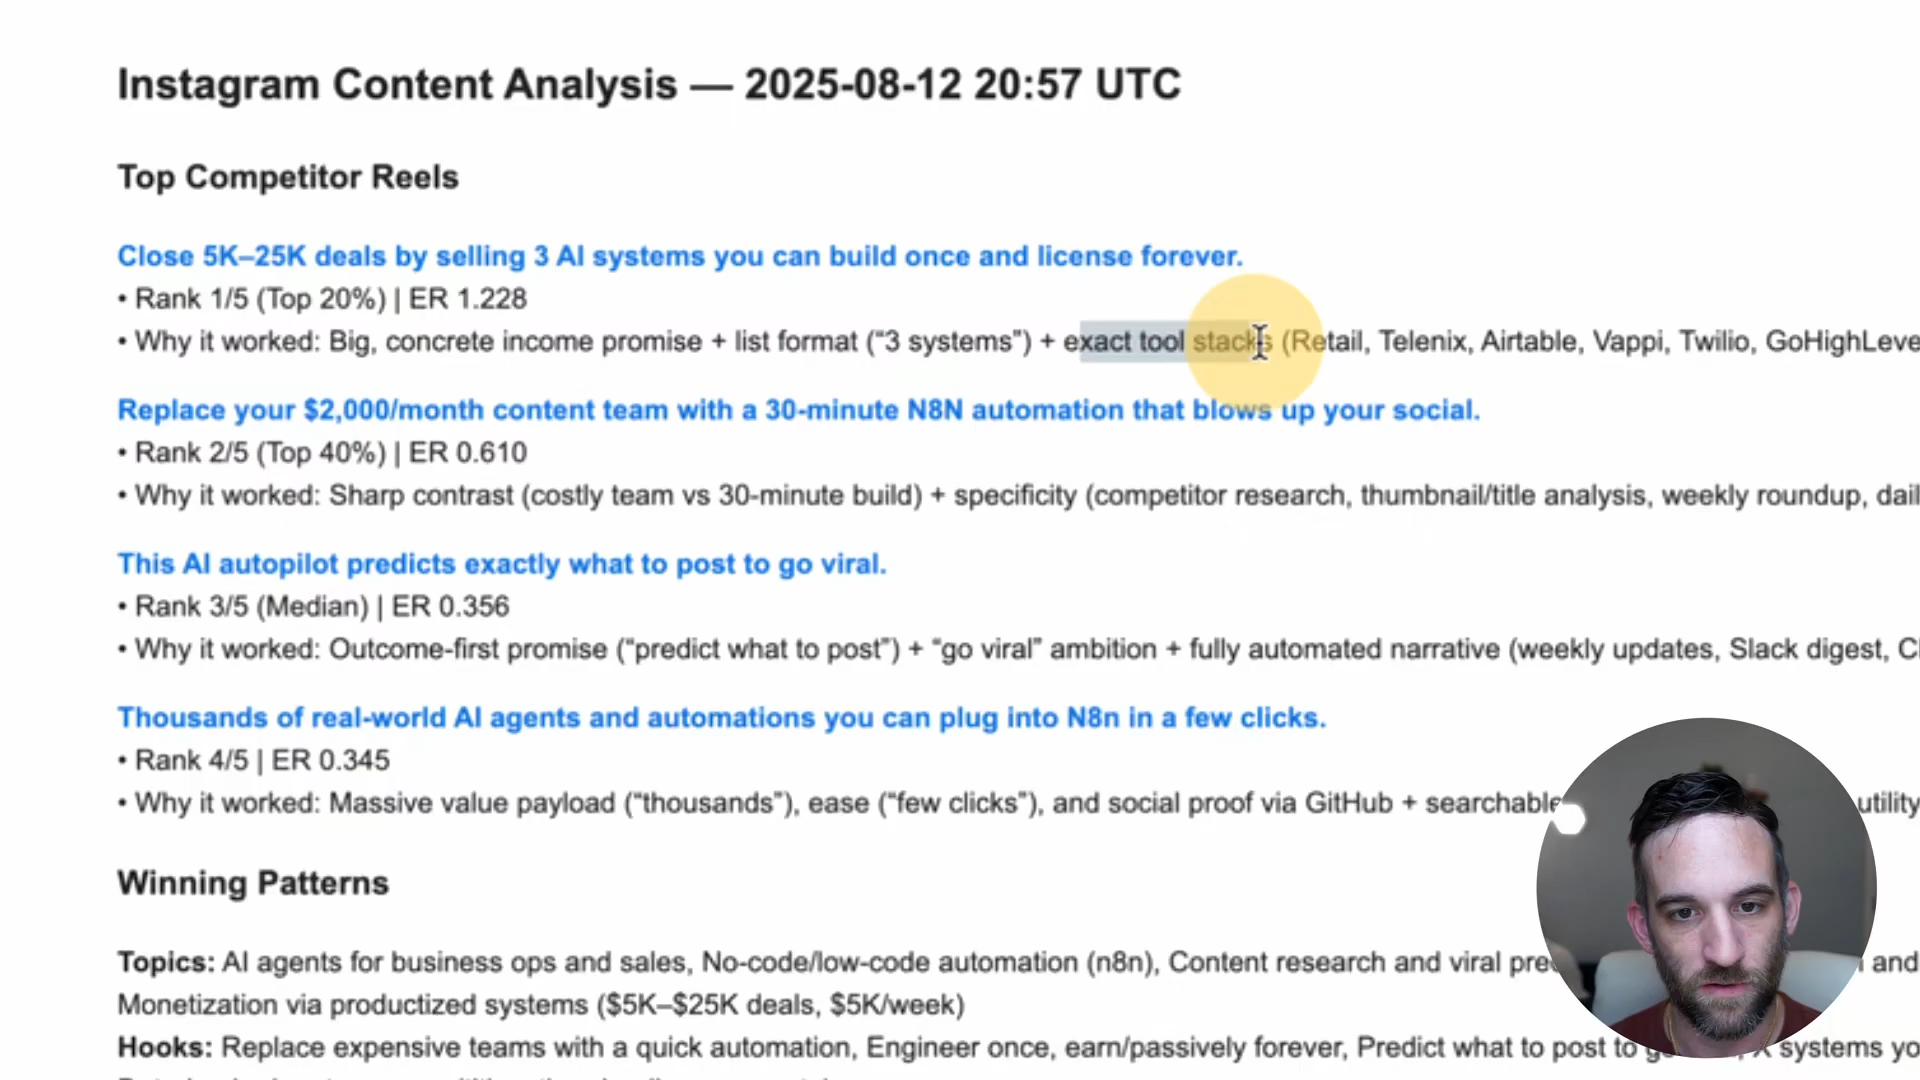 Instagram Content Analysis — 2025-08-12 20:57 UTC
Top Competitor Reels
Close 5K–25K deals by selling 3 AI systems you can build once and license forever.
• Rank 1/5 (Top 20%) | ER 1.228
• Why it worked: Big, concrete income promise + list format (“3 systems”) + exact tool stacks (Retail, Telenix, Airtable, Vappi, Twilio, GoHighLeve
Replace your $2,000/month content team with a 30-minute N8N automation that blows up your social.
• Rank 2/5 (Top 40%) | ER 0.610
• Why it worked: Sharp contrast (costly team vs 30-minute build) + specificity (competitor research, thumbnail/title analysis, weekly roundup, dail
This AI autopilot predicts exactly what to post to go viral.
• Rank 3/5 (Median) | ER 0.356
• Why it worked: Outcome-first promise (“predict what to post”) + “go viral” ambition + fully automated narrative (weekly updates, Slack digest,
Thousands of real-world AI agents and automations you can plug into N8n in a few clicks.
• Rank 4/5 | ER 0.345
• Why it worked: Massive value payload (“thousands”), ease (“few clicks”), and social proof via GitHub + searchable utility
Winning Patterns
Topics: AI agents for business ops and sales, No-code/low-code automation (n8n), Content research and viral and
Monetization via productized systems ($5K–$25K deals, $5K/week)
Hooks: Replace expensive teams with a quick automation, Engineer once, earn/passively forever, Predict what to post to systems yo